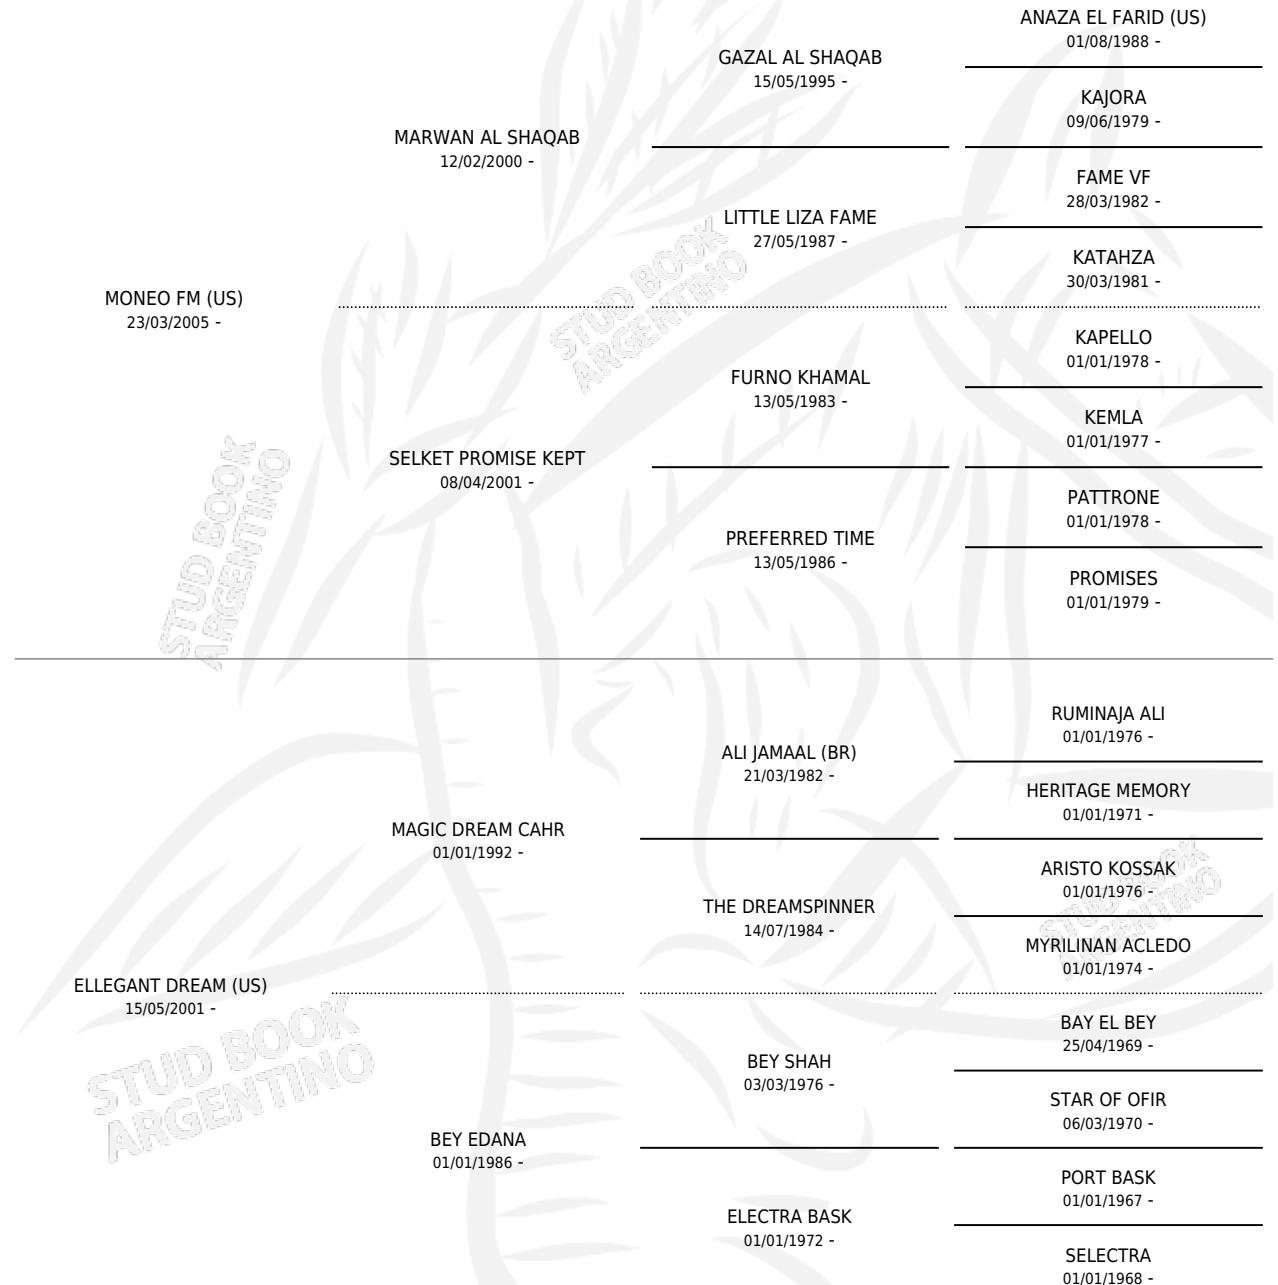 ANAZA EL FARID (US)
01/08/1988 -
GAZAL AL SHAQAB
15/05/1995 -
KAJORA
09/06/1979 -
MARWAN AL SHAQAB
12/02/2000 -
FAME VF
28/03/1982 -
LITTLE LIZA FAME
27/05/1987 -
KATAHZA
30/03/1981 -
MONEO FM (US)
23/03/2005 -
KAPELLO
01/01/1978 -
FURNO KHAMAL
13/05/1983 -
KEMLA
01/01/1977 -
SELKET PROMISE KEPT
08/04/2001 -
PATTRONE
01/01/1978 -
PREFERRED TIME
13/05/1986 -
PROMISES
01/01/1979 -
RUMINAJA ALI
01/01/1976 -
ALI JAMAAL (BR)
21/03/1982 -
HERITAGE MEMORY
01/01/1971 -
MAGIC DREAM CAHR
01/01/1992 -
ARISTO KOSSAK
01/01/1976 -
THE DREAMSPINNER
14/07/1984 -
MYRILINAN ACLEDO
01/01/1974 -
ELLEGANT DREAM (US)
15/05/2001 -
BAY EL BEY
25/04/1969 -
BEY SHAH
03/03/1976 -
STAR OF OFIR
06/03/1970 -
BEY EDANA
01/01/1986 -
PORT BASK
01/01/1967 -
ELECTRA BASK
01/01/1972 -
SELECTRA
01/01/1968 -
STUD BOOK
ARGENTINO
STUD BOOK
ARGENTINO
STUD BOOK
ARGENTINO
STUD BOOK
ARGENTINO